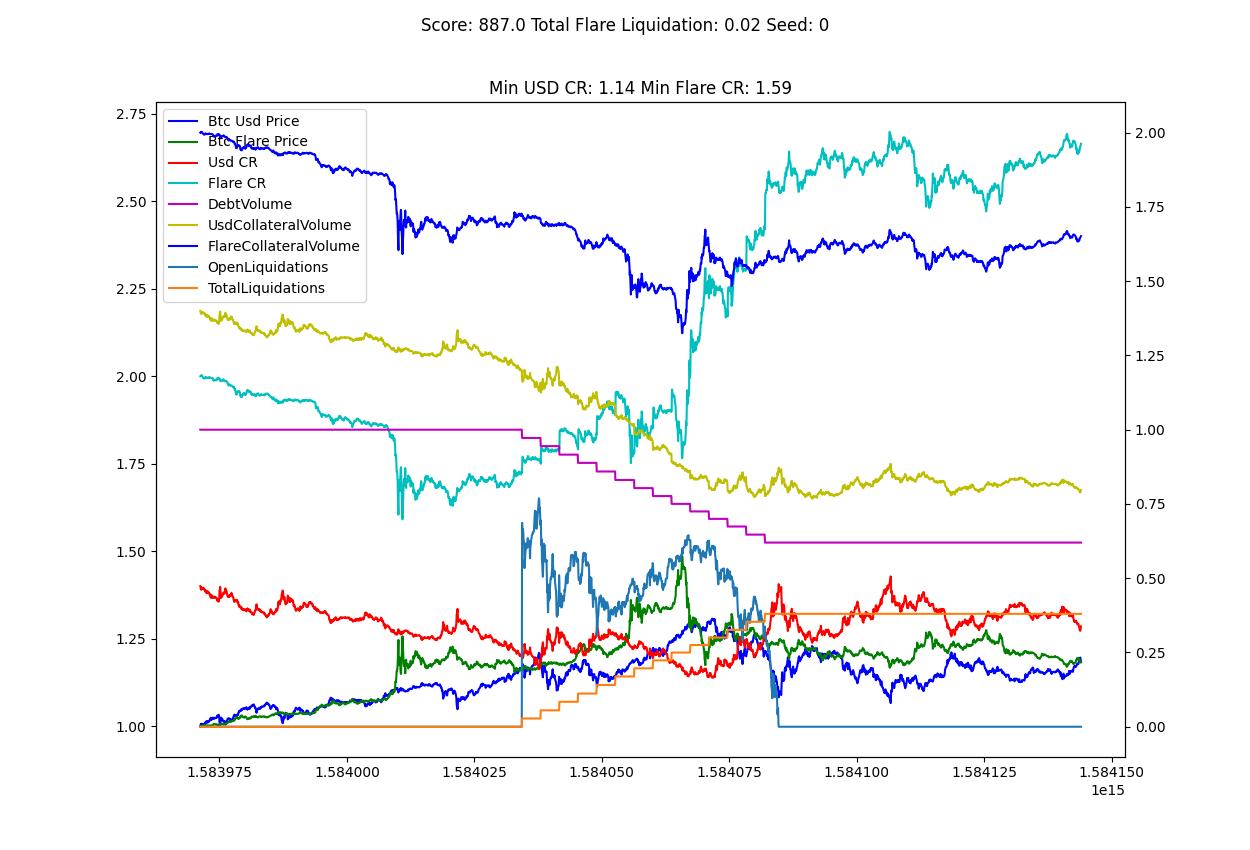 Score: 887.0 Total Flare Liquidation: 0.02 Seed: 0
Min USD CR: 1.14 Min Flare CR: 1.59
Btc Usd Price
Btc Flare Price
Usd CR
Flare CR
DebtVolume
UsdCollateralVolume
FlareCollateralVolume
OpenLiquidations
TotalLiquidations
2.75
2.50
2.25
2.00
1.75
1.50
1.25
1.00
2.00
1.75
1.50
1.25
1.00
0.75
0.50
0.25
0.00
1.583975 1.584000 1.584025 1.584050 1.584075 1.584100 1.584125 1.584150
1e15